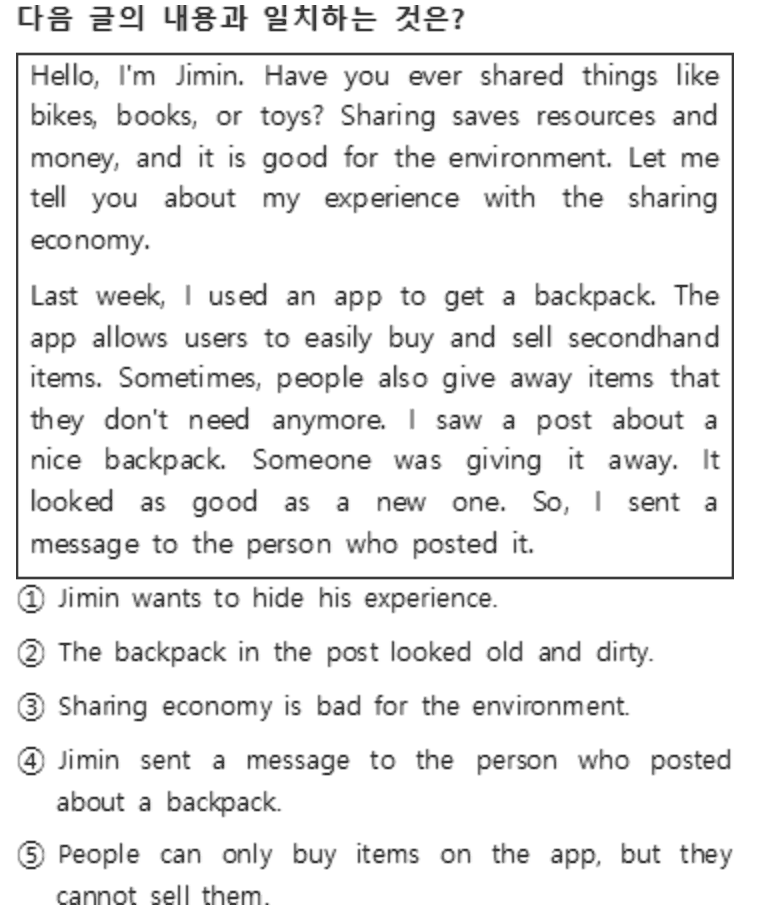 다음 글의 내용과 일치하는 것은?
Hello, I'm Jimin. Have you ever shared things like
bikes, books, or toys? Sharing saves resources and
money, and it is good for the environment. Let me
tell you about my experience with the sharing
economy.
Last week, I used an app to get a backpack. The
app allows users to easily buy and sell secondhand
items. Sometimes, people also give away items that
they don't need anymore. I saw a post about a
nice backpack. Someone was giving it away. It
looked as good as a new one. So, I sent a
message to the person who posted it.
① Jimin wants to hide his experience.
② The backpack in the post looked old and dirty.
③ Sharing economy is bad for the environment.
④ Jimin sent a message to the person who posted
about a backpack.
⑤ People can only buy items on the app, but they
cannot sell them.